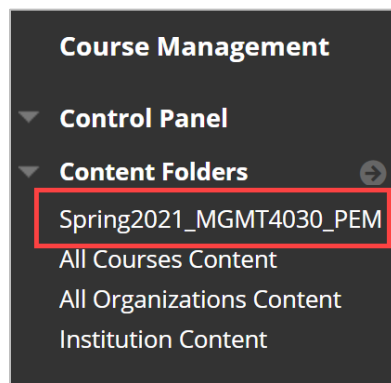 Course Management
Control Panel
Content Folders
Spring2021_MGMT4030_PEM
All Courses Content
All Organizations Content
Institution Content